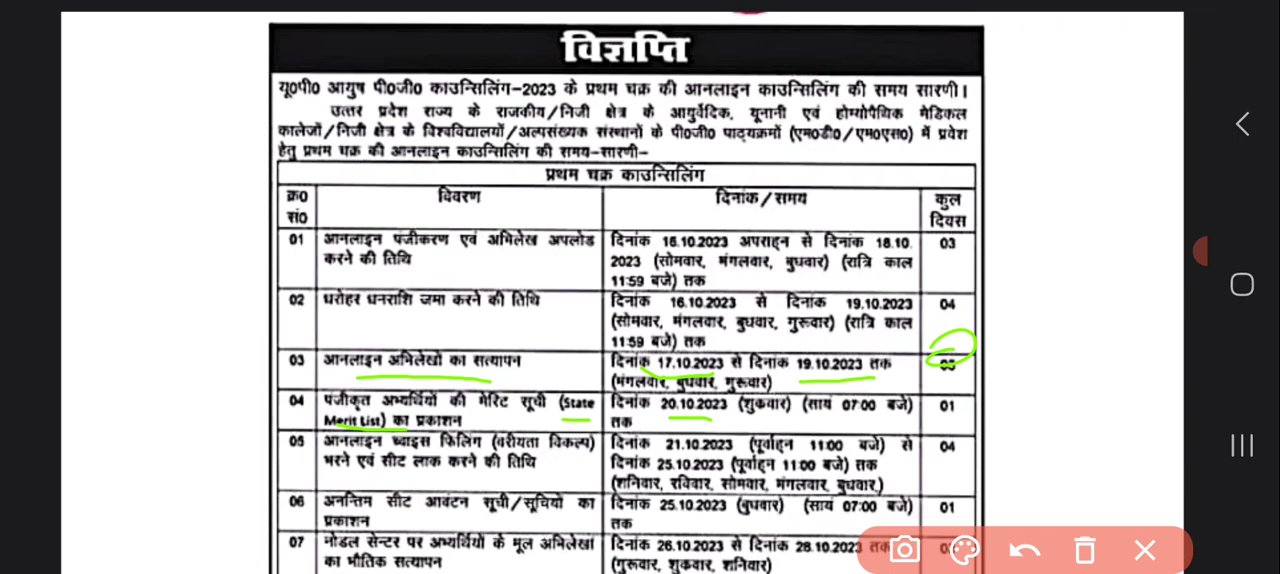 विज्ञप्ति
यू0पी0 आयुष पी0जी0 काउन्सिलिंग-2023 के प्रथम चक्र की आनलाइन काउन्सिलिंग की समय सारणी।
उत्तर प्रदेश राज्य के राजकीय/निजी क्षेत्र के आयुर्वेदिक, यूनानी एवं होम्योपैथिक मेडिकल
कालेजों/निजी क्षेत्र के विश्वविद्यालयों/अल्पसंख्यक संस्थानों के पी0जी0 पाठ्यक्रमों (एम0डी0/एम0एस0) में प्रवेश
हेतु प्रथम चक्र की आनलाइन काउन्सिलिंग की समय-सारणी-
प्रथम चक्र काउन्सिलिंग
क्र0 सं0 विवरण दिनांक/समय कुल दिवस
01 आनलाइन पंजीकरण एवं अभिलेख अपलोड दिनांक 16.10.2023 अपराहन से दिनांक 18.10. 03
करने की तिथि 2023 (सोमवार, मंगलवार, बुधवार) (रात्रि काल
11:59 बजे) तक
02 धरोहर धनराशि जमा करने की तिथि दिनांक 16.10.2023 से दिनांक 19.10.2023 04
(सोमवार, मंगलवार, बुधवार, गुरूवार) (रात्रि काल
11:59 बजे) तक
03 आनलाइन अभिलेखों का सत्यापन दिनांक 17.10.2023 से दिनांक 19.10.2023 तक 03
(मंगलवार, बुधवार, गुरूवार)
04 पंजीकृत अभ्यर्थियों की मेरिट सूची (State दिनांक 20.10.2023 (शुक्रवार) (सायं 07:00 बजे) 01
Merit List) का प्रकाशन तक
05 आनलाइन च्वाइस फिलिंग (वरीयता विकल्प) दिनांक 21.10.2023 (पूर्वाहन 11:00 बजे) से 04
भरने एवं सीट लाक करने की तिथि दिनांक 25.10.2023 (पूर्वाहन 11:00 बजे) तक
(शनिवार, रविवार, सोमवार, मंगलवार, बुधवार,)
06 अनन्तिम सीट आवंटन सूची/सूचियों का दिनांक 25.10.2023 (बुधवार) (सायं 07:00 बजे) 01
प्रकाशन तक
07 नोडल सेन्टर पर अभ्यर्थियों के मूल अभिलेखों दिनांक 26.10.2023 से दिनांक 28.10.2023 तक
का भौतिक सत्यापन (गुरूवार, शुक्रवार, शनिवार)